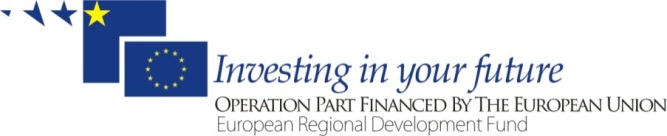 Investing in your future
OPERATION PART FINANCED BY THE EUROPEAN UNION
European Regional Development Fund